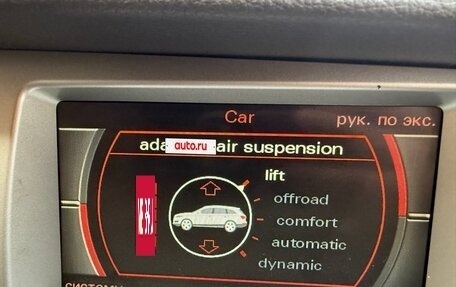 Car
рук. по экс.
ada auto.ru air suspension
lift
offroad
comfort
automatic
dynamic